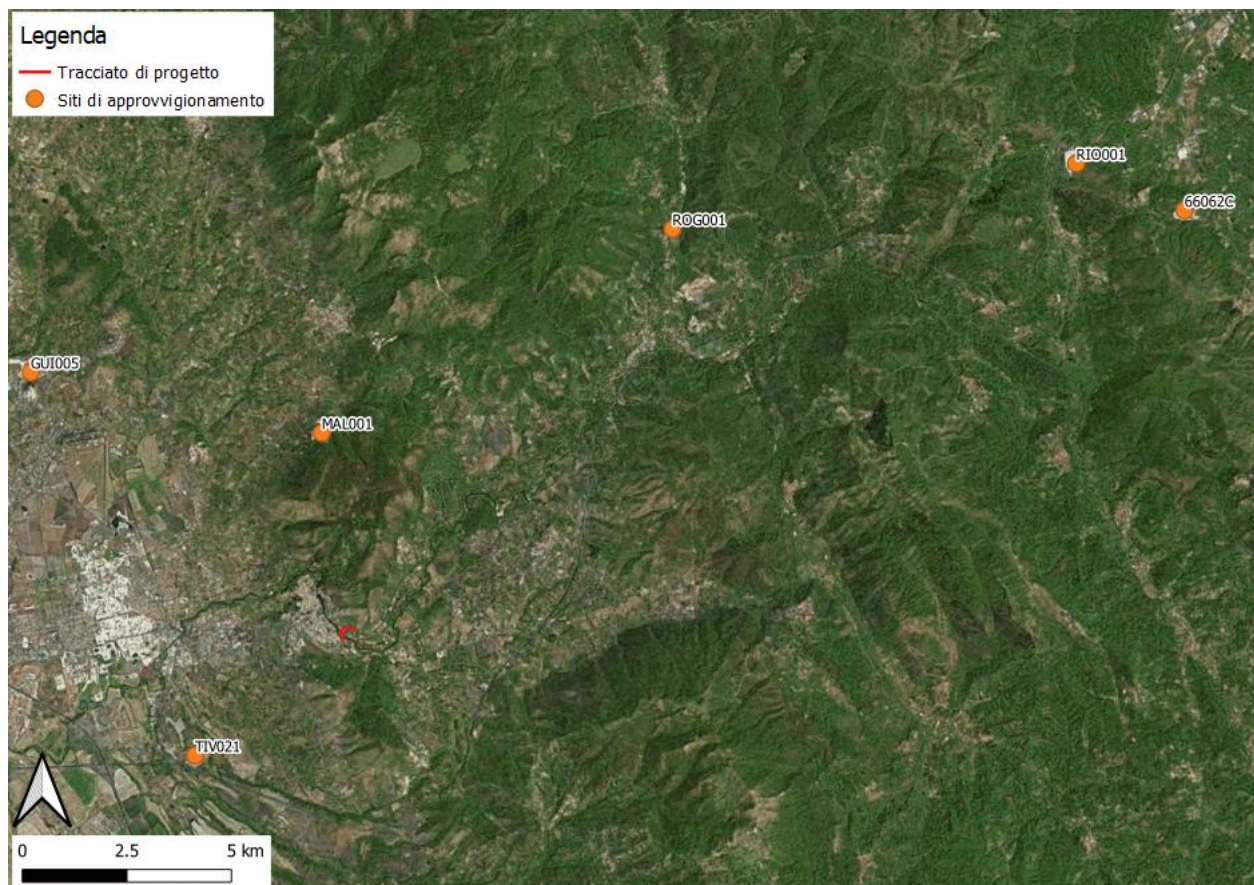 Legenda
Tracciato di progetto
Siti di approvvigionamento
RIO001
66062C
ROG001
GUI005
MAL001
TIV021
0 2.5 5 km